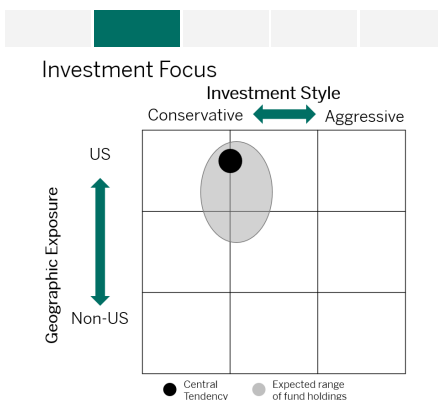 Investment Focus
Investment Style
Conservative
Aggressive
US
Geographic Exposure
Non-US
Central
Tendency
Expected range
of fund holdings